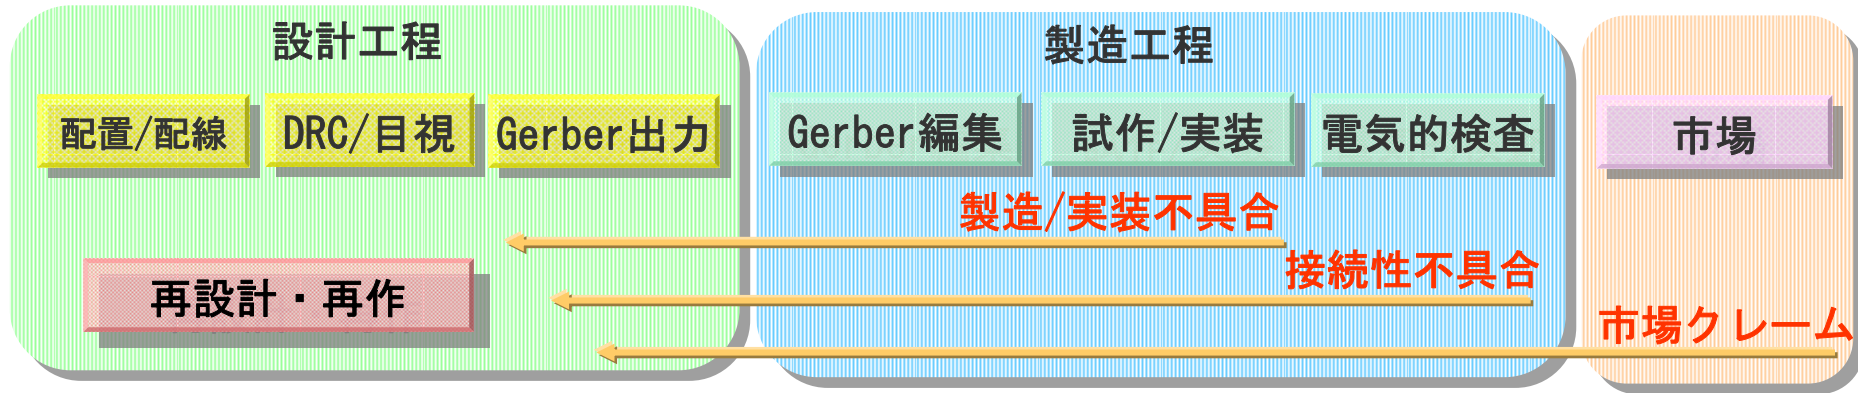 設計工程
製造工程
配置/配線
DRC/目視
Gerber出力
Gerber編集
試作/実装
電気的検査
市場
製造/実装不具合
接続性不具合
再設計・再作
市場クレーム